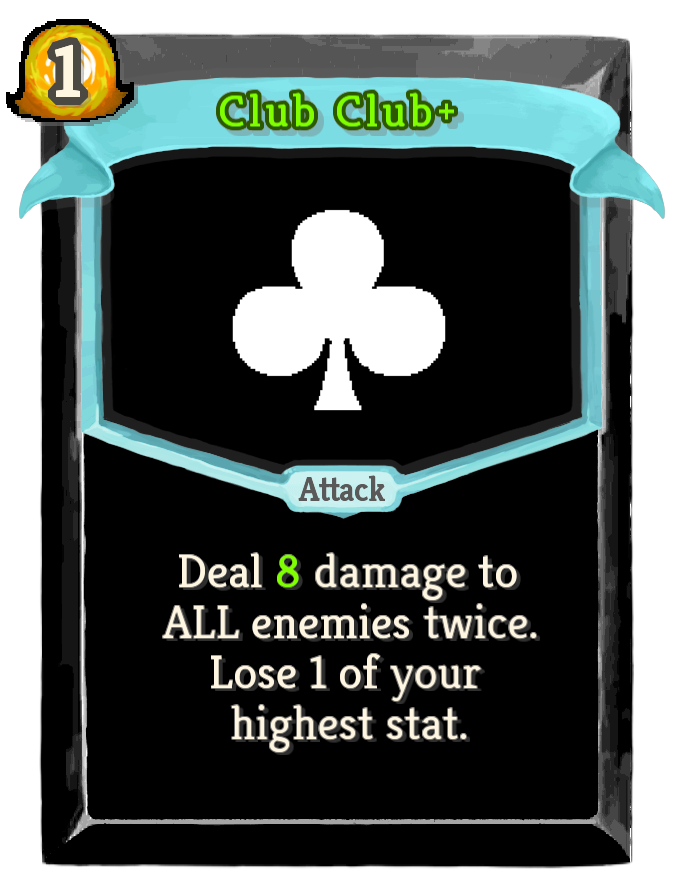 1
Club Club+
Attack
Deal 8 damage to
ALL enemies twice.
Lose 1 of your
highest stat.